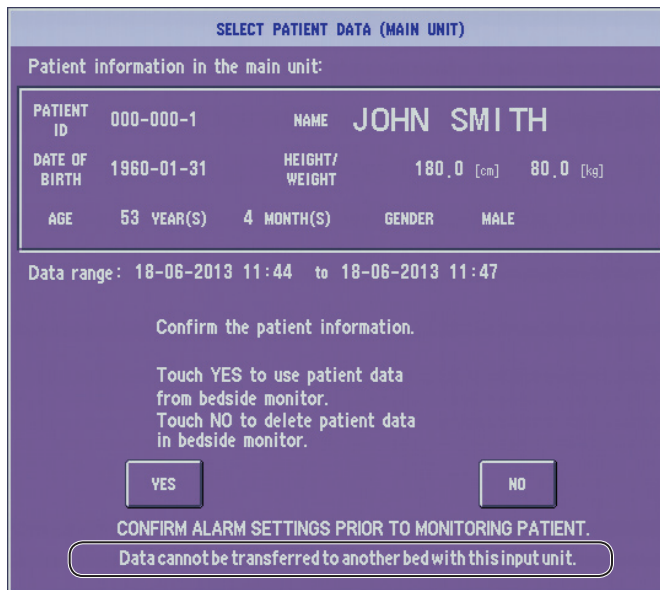 SELECT PATIENT DATA (MAIN UNIT)
Patient information in the main unit:
PATIENT ID 000-000-1 NAME JOHN SMITH
DATE OF BIRTH 1960-01-31 HEIGHT/ WEIGHT 180.0 [cm] 80.0 [kg]
AGE 53 YEAR(S) 4 MONTH(S) GENDER MALE
Data range: 18-06-2013 11:44 to 18-06-2013 11:47
Confirm the patient information.
Touch YES to use patient data
from bedside monitor.
Touch NO to delete patient data
in bedside monitor.
YES NO
CONFIRM ALARM SETTINGS PRIOR TO MONITORING PATIENT.
Data cannot be transferred to another bed with this input unit.